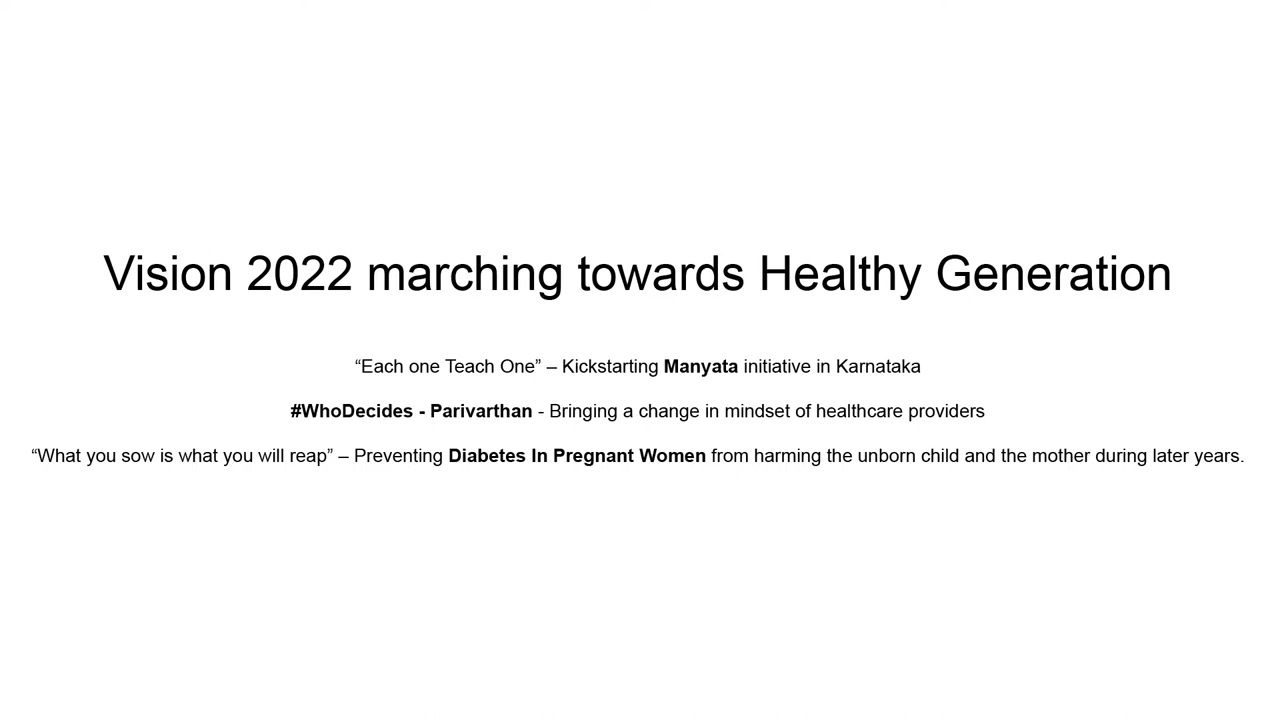 Vision 2022 marching towards Healthy Generation
“Each one Teach One” – Kickstarting Manyata initiative in Karnataka
#WhoDecides - Parivarthan - Bringing a change in mindset of healthcare providers
“What you sow is what you will reap” – Preventing Diabetes In Pregnant Women from harming the unborn child and the mother during later years.